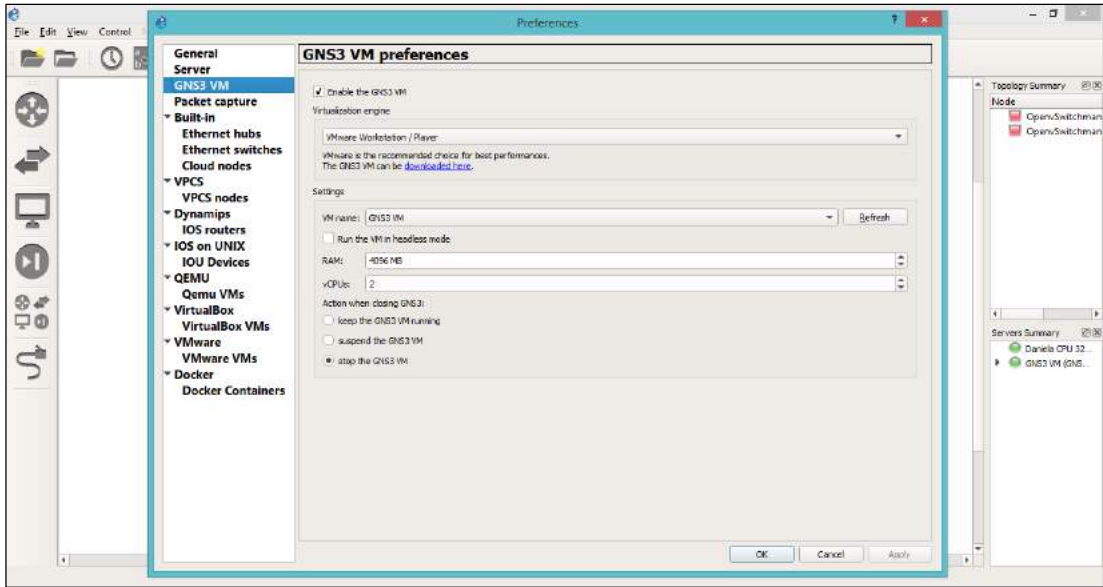 Preferences
?
File Edit View Control
General
Server
GNS3 VM
Packet capture
Built-in
Ethernet hubs
Ethernet switches
Cloud nodes
VPCS
VPCS nodes
Dynamips
IOS routers
IOS on UNIX
IOU Devices
QEMU
Qemu VMs
VirtualBox
VirtualBox VMs
VMware
VMware VMs
Docker
Docker Containers
GNS3 VM preferences
Enable the GNS3 VM
Virtualization engine
VMware Workstation / Player
VMware is the recommended choice for best performances.
The GNS3 VM can be downloaded here.
Settings
VM name: GNS3 VM
Refresh
Run the VM in headless mode
RAM: 4096 MB
vCPUs: 2
Action when closing GNS3:
keep the GNS3 VM running
suspend the GNS3 VM
stop the GNS3 VM
OK Cancel Apply
Topology Summary
Node
OpenvSwitchman
OpenvSwitchman
Servers Summary
Daniela CPU 32...
GNS3 VM (GNS...